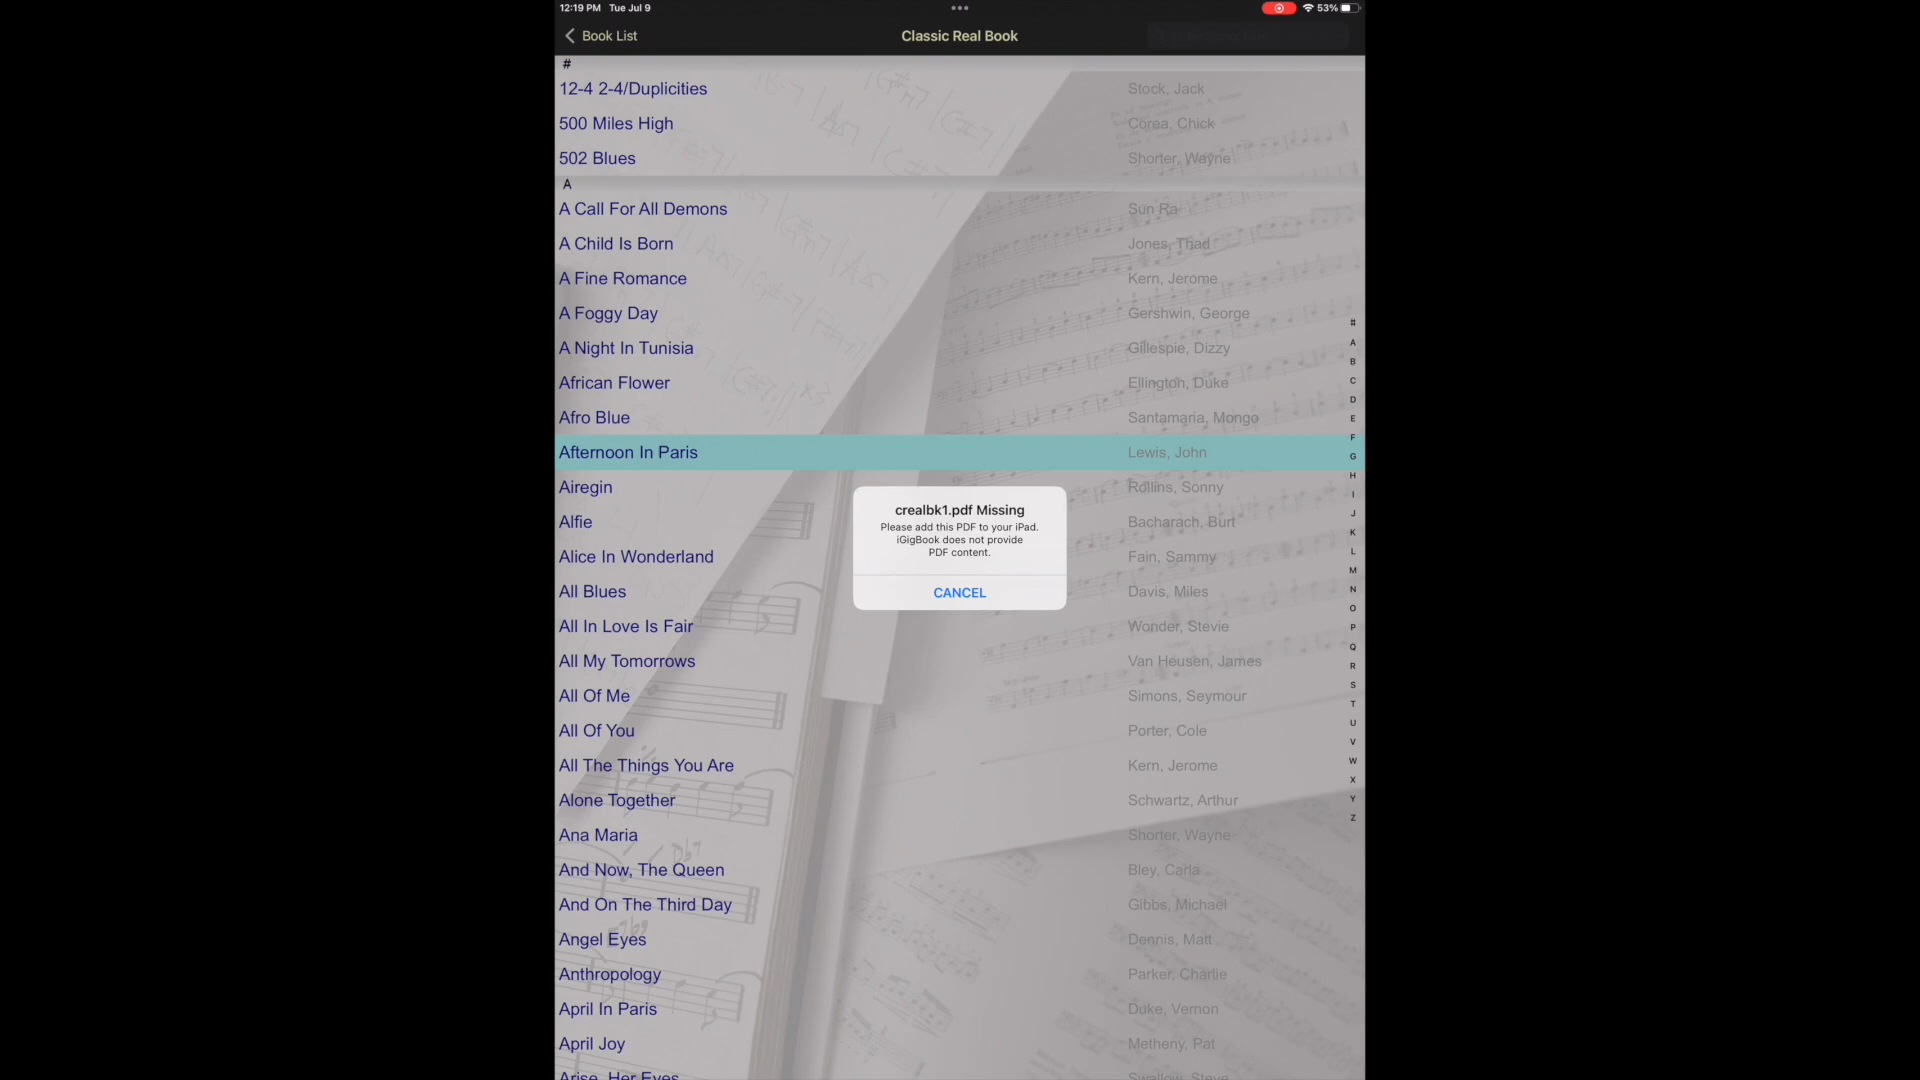 12:19 PM Tue Jul 9
53%
Book List
Classic Real Book
#
12-4 2-4/Duplicities Stock, Jack
500 Miles High Corea, Chick
502 Blues Shorter, Wayne
A
A Call For All Demons Sun Ra
A Child Is Born Jones, Thad
A Fine Romance Kern, Jerome
A Foggy Day Gershwin, George
A Night In Tunisia Gillespie, Dizzy
African Flower Ellington, Duke
Afro Blue Santamaria, Mongo
Afternoon In Paris Lewis, John
Airegin Rollins, Sonny
Alfie Bacharach, Burt
Alice In Wonderland Fain, Sammy
All Blues Davis, Miles
All In Love Is Fair Wonder, Stevie
All My Tomorrows Van Heusen, James
All Of Me Simons, Seymour
All Of You Porter, Cole
All The Things You Are Kern, Jerome
Alone Together Schwartz, Arthur
Ana Maria Shorter, Wayne
And Now, The Queen Bley, Carla
And On The Third Day Gibbs, Michael
Angel Eyes Dennis, Matt
Anthropology Parker, Charlie
April In Paris Duke, Vernon
April Joy Metheny, Pat
Arise, Her Eyes Swallow, Steve
crealbk1.pdf Missing
Please add this PDF to your iPad.
iGigBook does not provide
PDF content.
CANCEL
#
A
B
C
D
E
F
G
H
I
J
K
L
M
N
O
P
Q
R
S
T
U
V
W
X
Y
Z